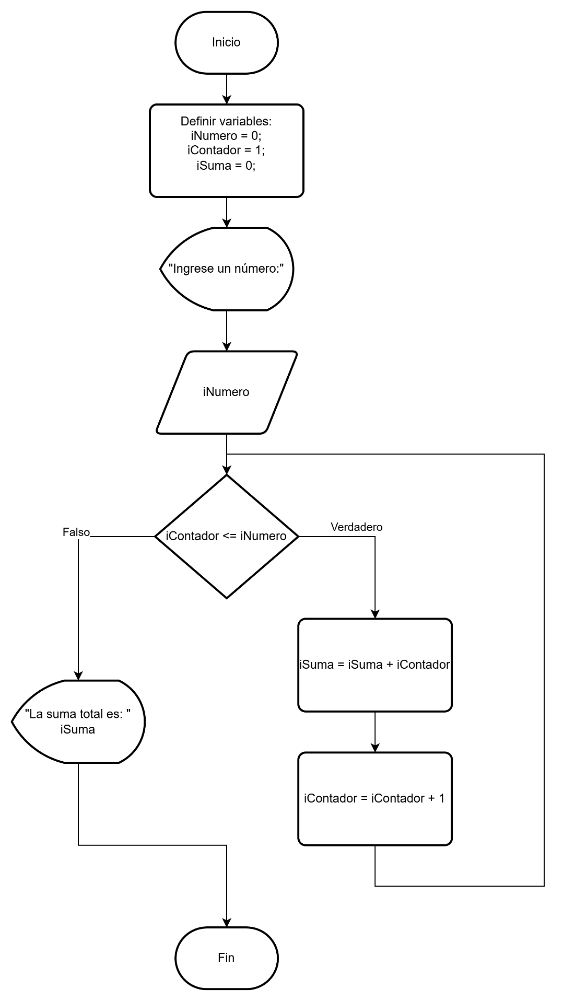 Inicio
Definir variables:
iNumero = 0;
iContador = 1;
iSuma = 0;
"Ingrese un número:"
iNumero
iContador <= iNumero
Falso
Verdadero
iSuma = iSuma + iContador
iContador = iContador + 1
"La suma total es: "
iSuma
Fin